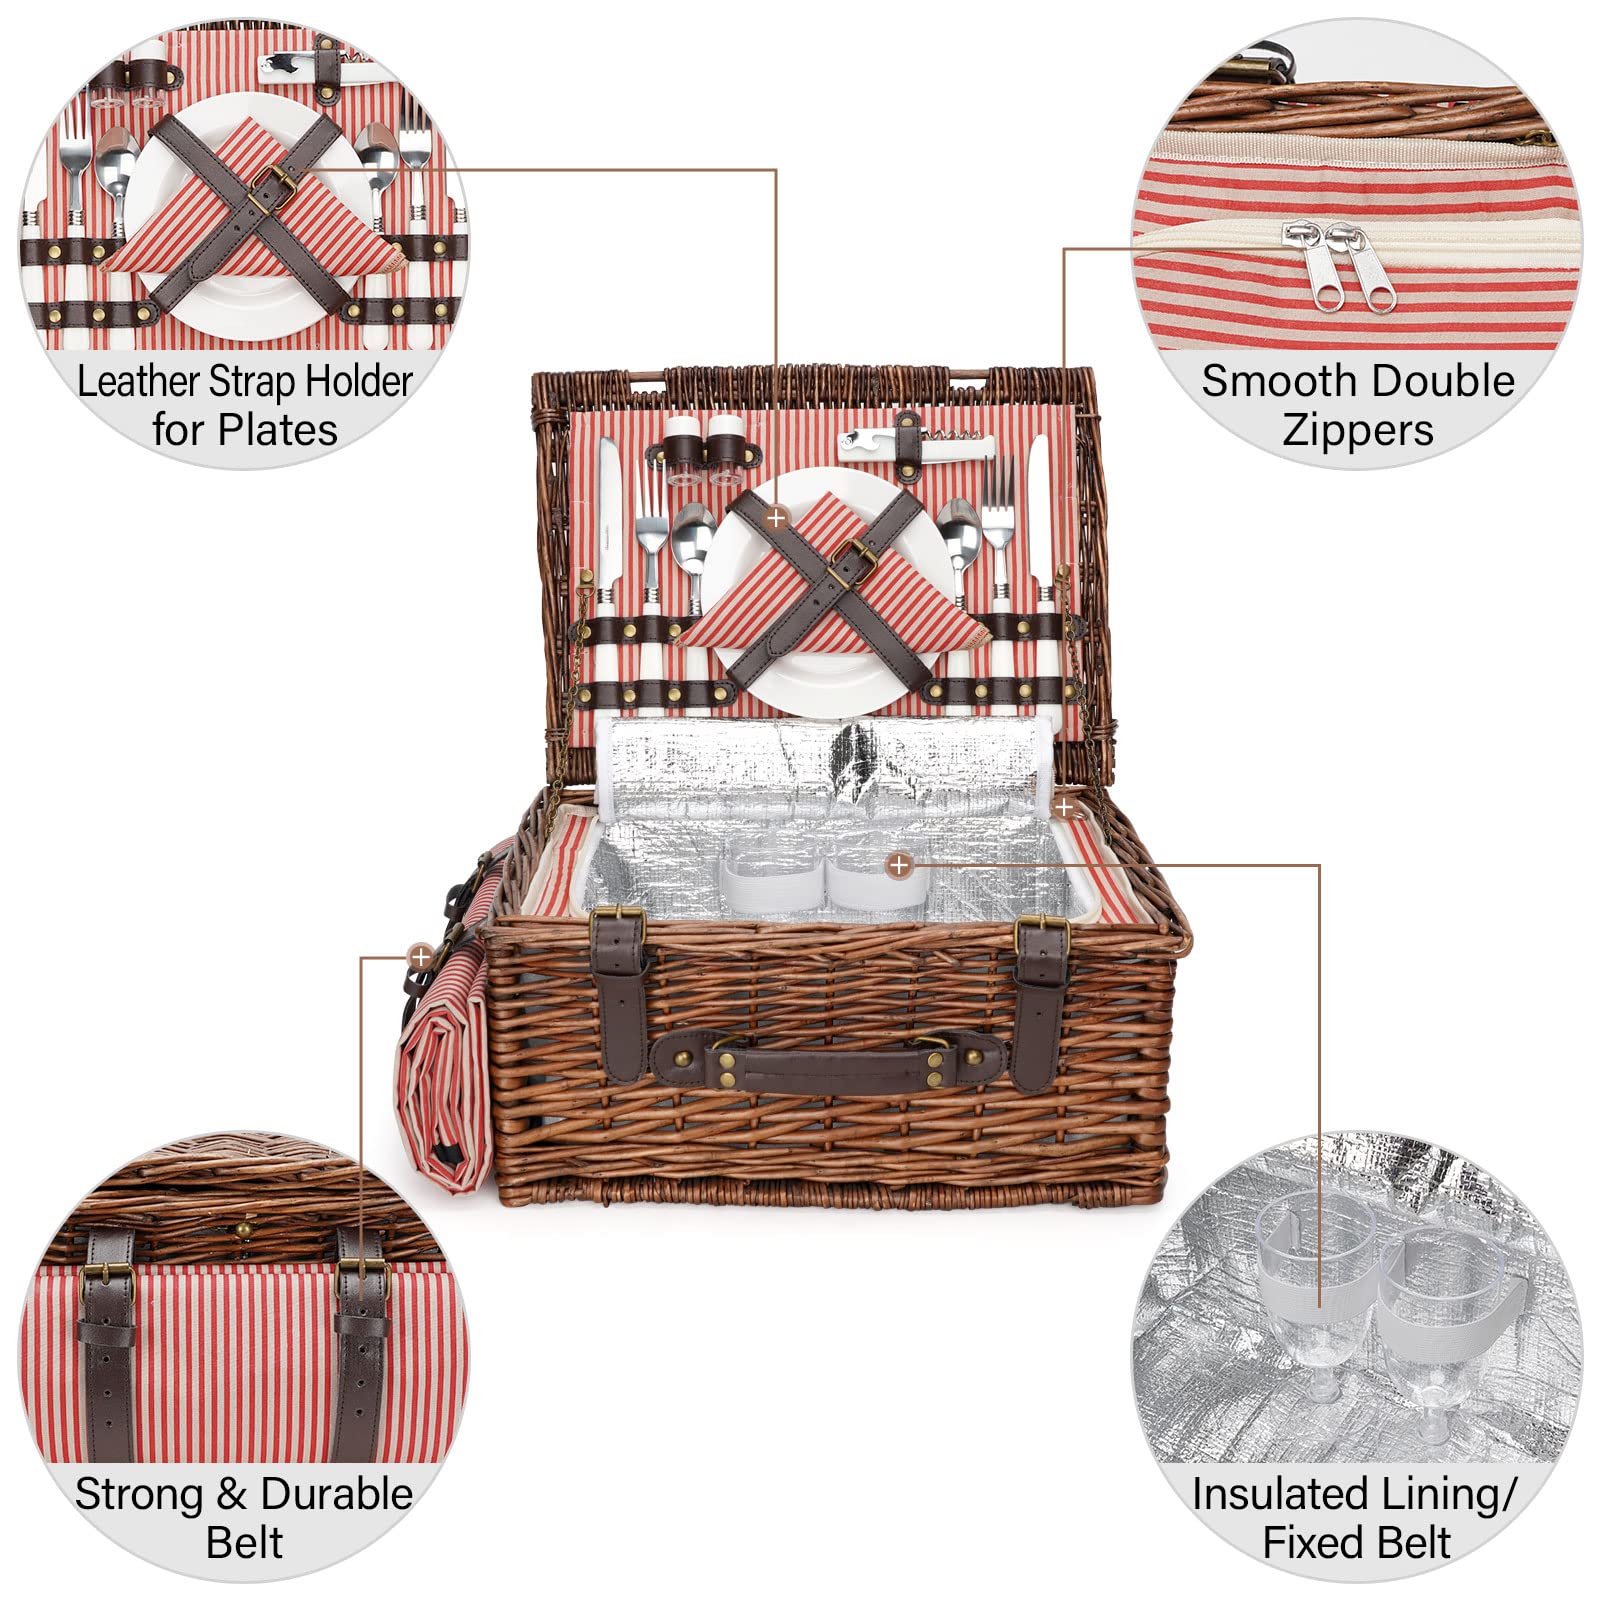 Leather Strap Holder
for Plates
Smooth Double
Zippers
Strong & Durable
Belt
Insulated Lining/
Fixed Belt